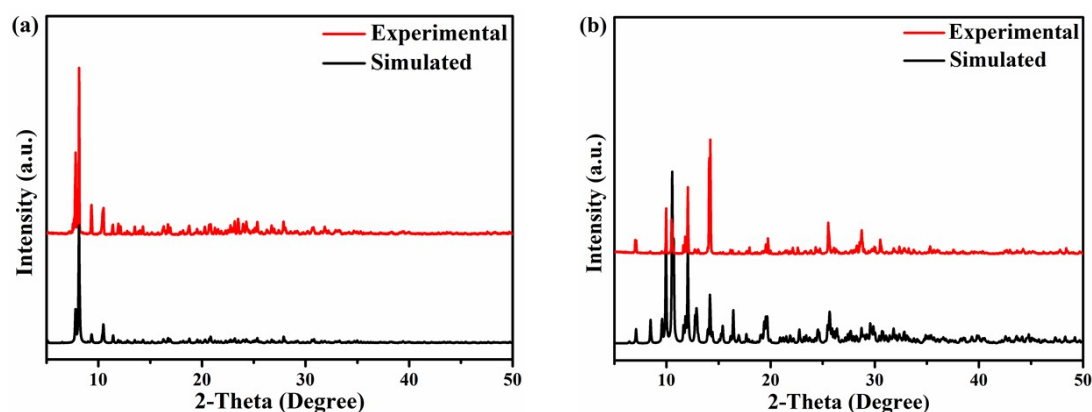 (a)
Experimental
Simulated
Intensity (a.u.)
10 20 30 40 50
2-Theta (Degree)
(b)
Experimental
Simulated
Intensity (a.u.)
10 20 30 40 50
2-Theta (Degree)